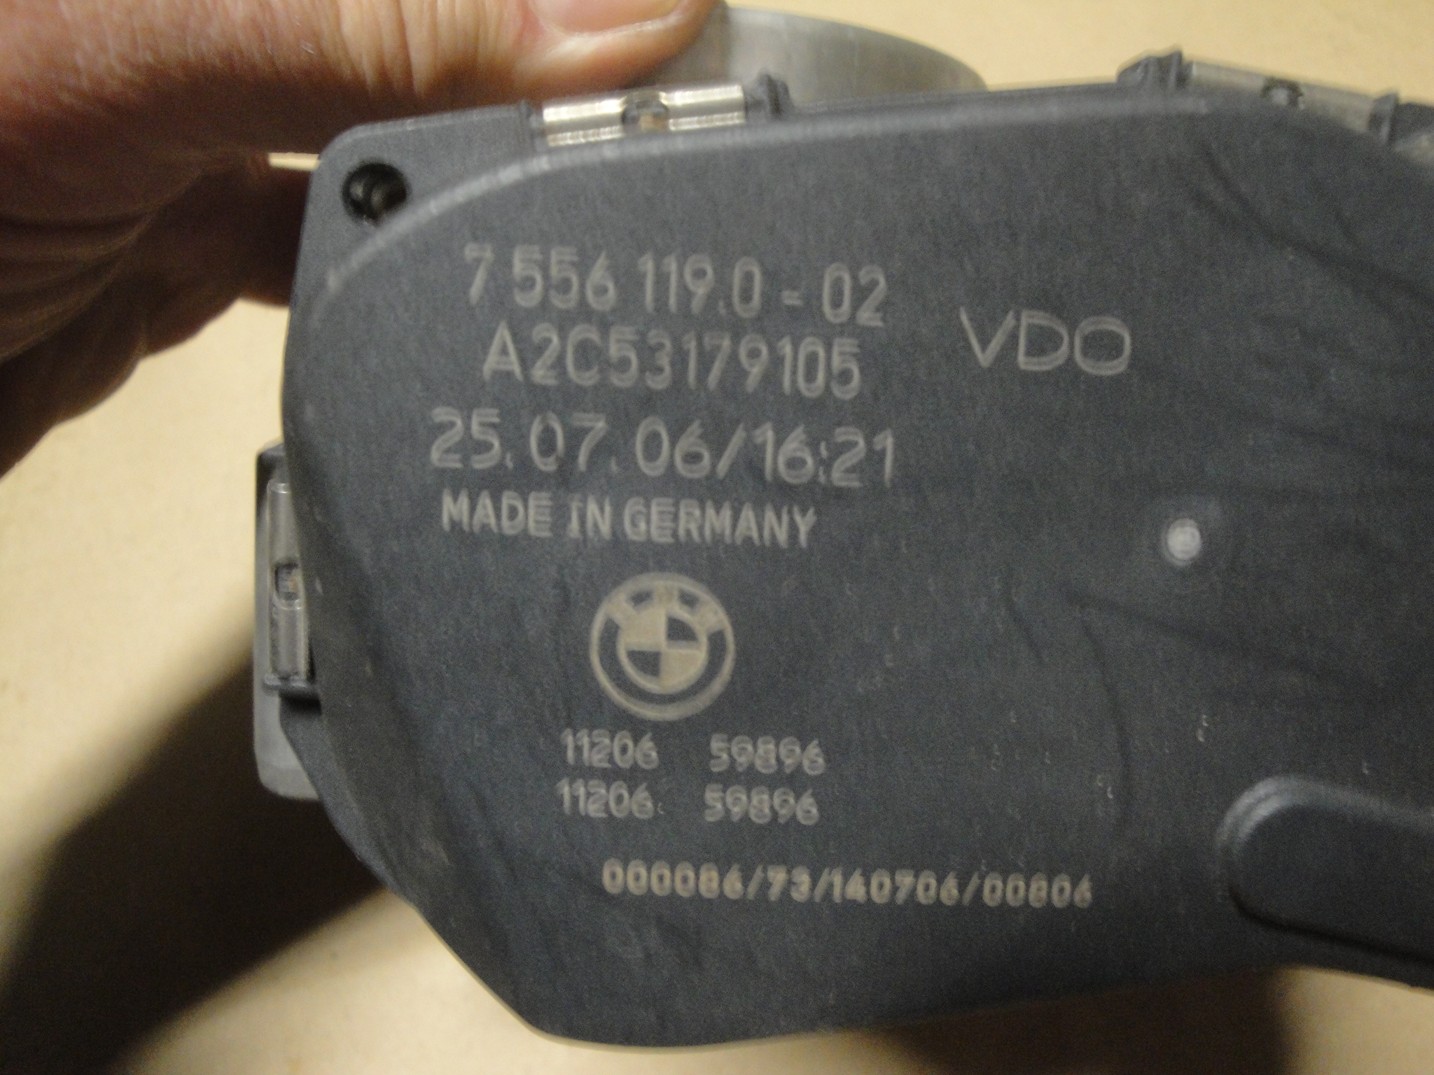 7 556 119.0 - 02
A2C53179105
VDO
25.07.06/16:21
MADE IN GERMANY
11206 59896
11206 59896
000086/73/140706/00806